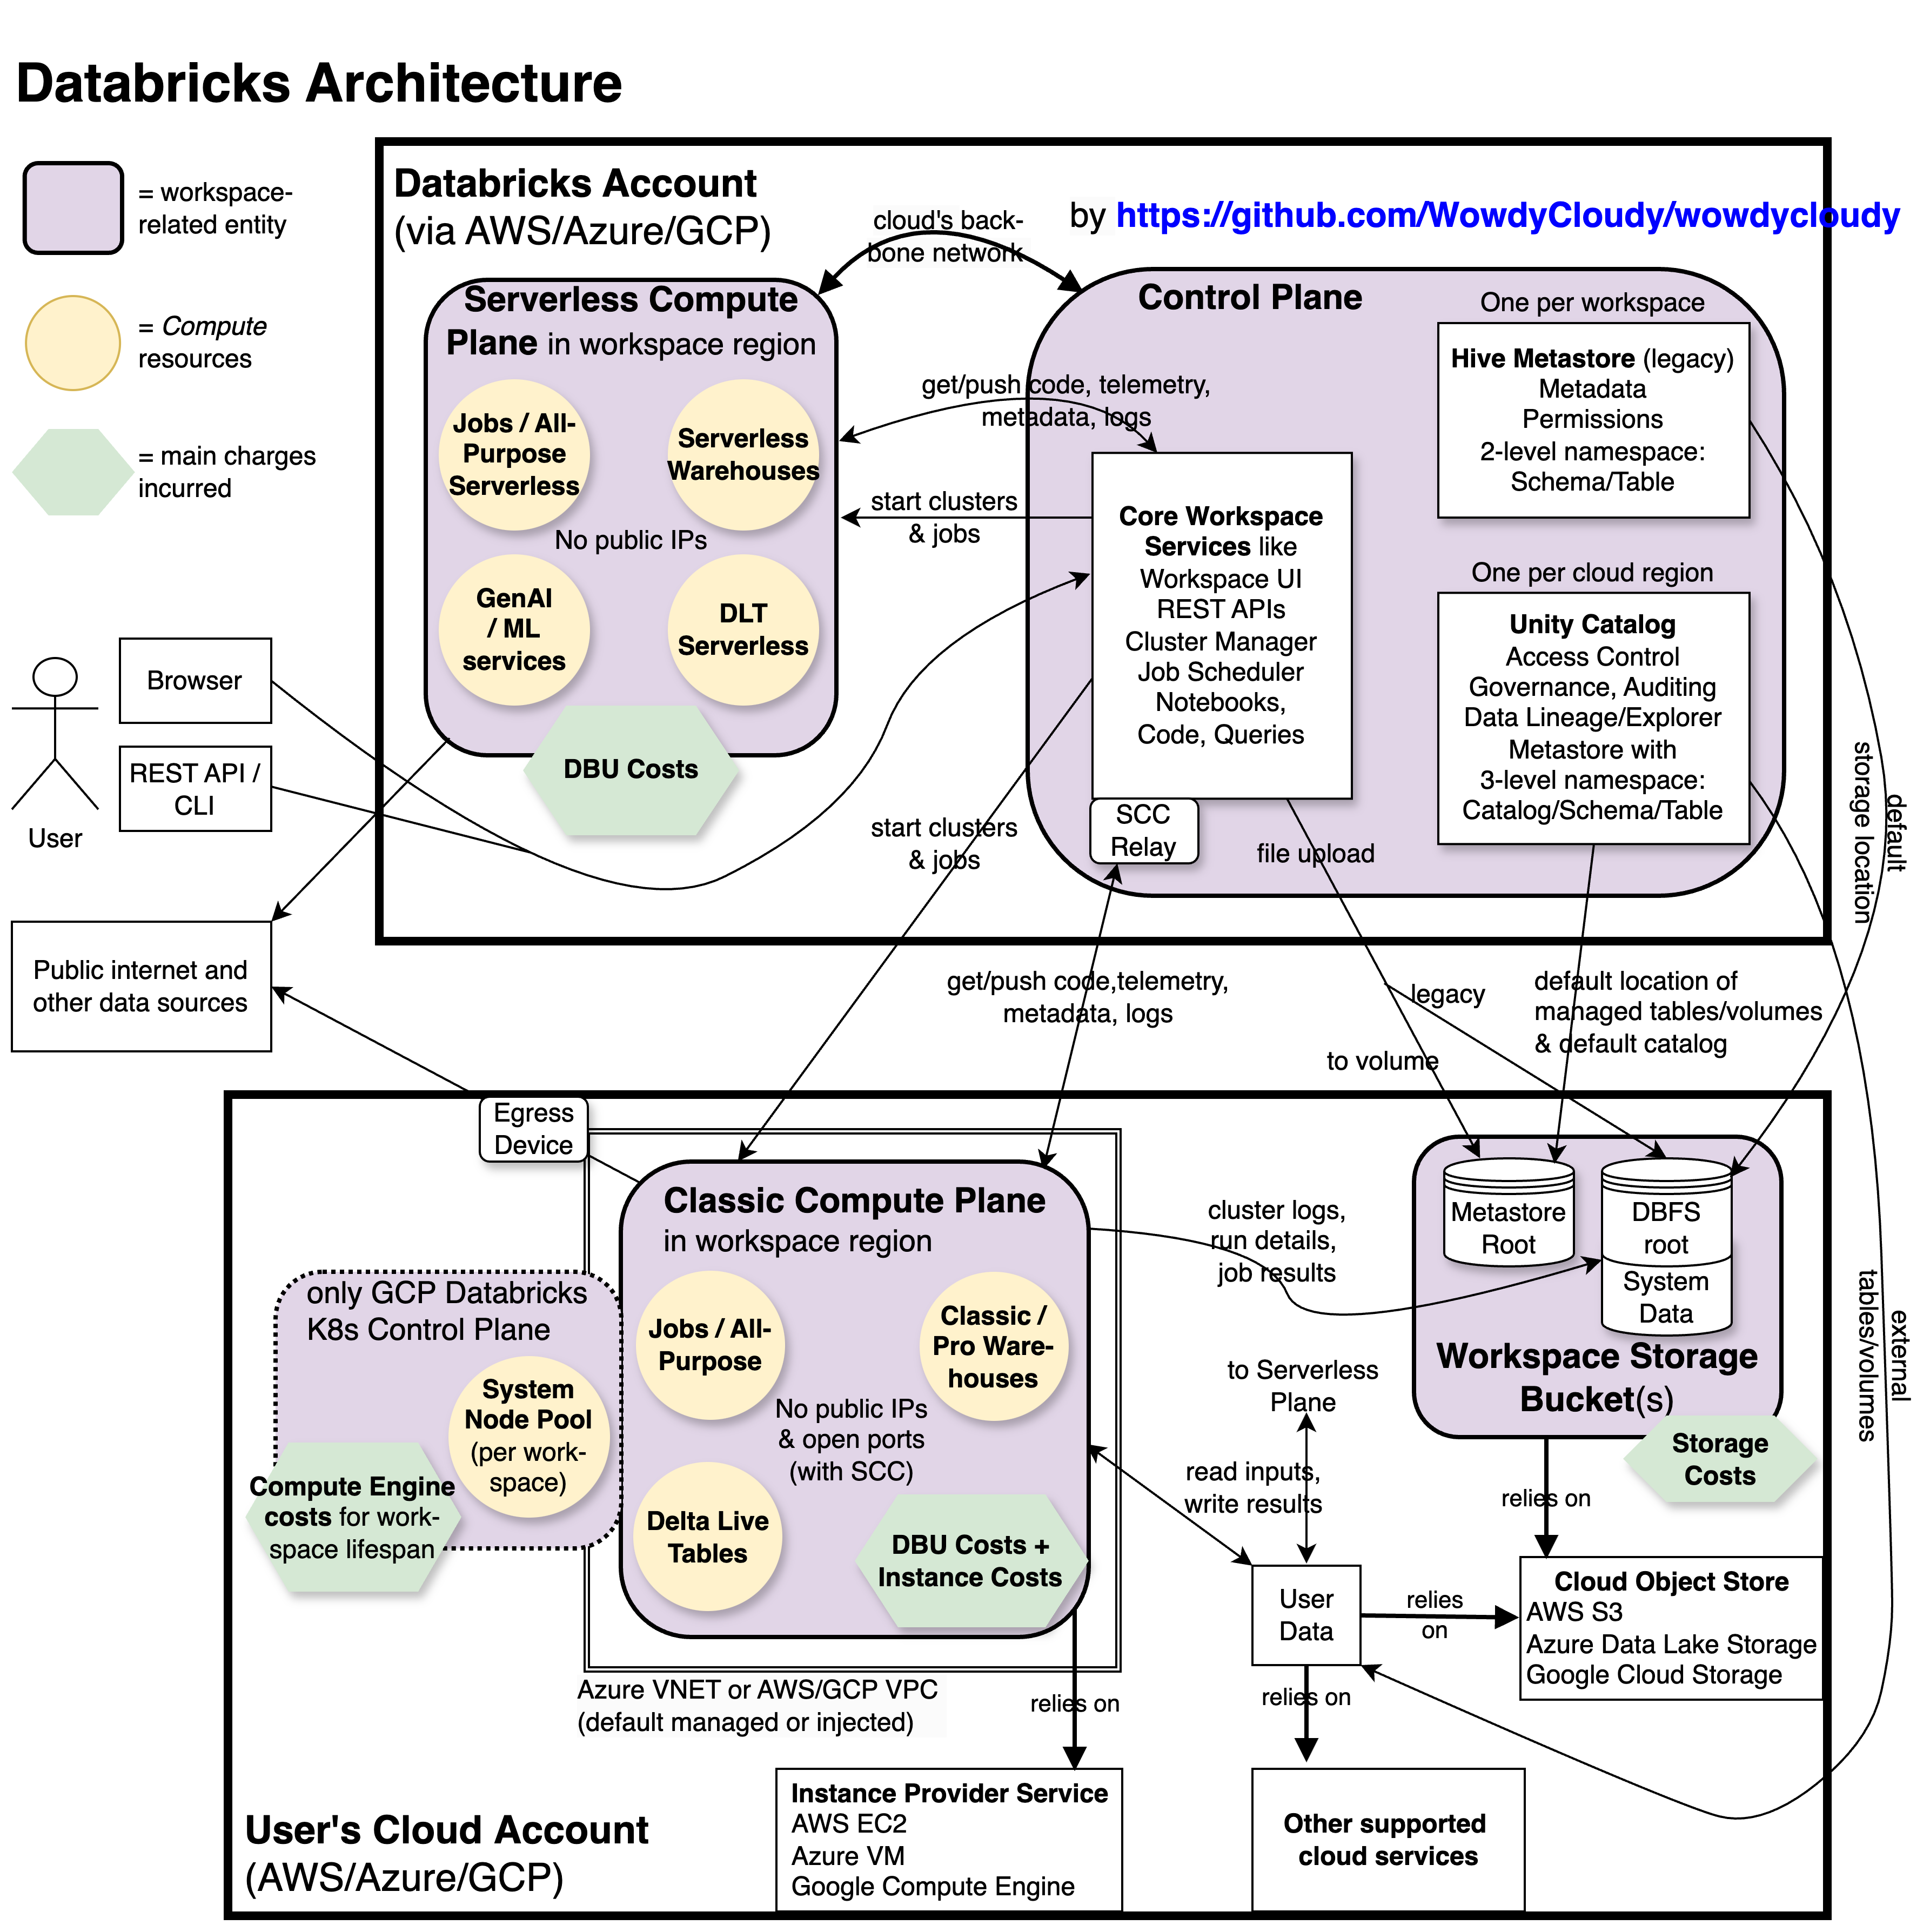 Databricks Architecture
= workspace-
related entity
= Compute
resources
= main charges
incurred
Databricks Account
(via AWS/Azure/GCP)
cloud's back-
bone network
by https://github.com/WowdyCloudy/wowdycloudy
Serverless Compute
Plane in workspace region
Jobs / All-
Purpose
Serverless
Serverless
Warehouses
No public IPs
GenAI
/ ML
services
DLT
Serverless
DBU Costs
get/push code, telemetry,
metadata, logs
start clusters
& jobs
Control Plane
One per workspace
Hive Metastore (legacy)
Metadata
Permissions
2-level namespace:
Schema/Table
Core Workspace
Services like
Workspace UI
REST APIs
Cluster Manager
Job Scheduler
Notebooks,
Code, Queries
One per cloud region
Unity Catalog
Access Control
Governance, Auditing
Data Lineage/Explorer
Metastore with
3-level namespace:
Catalog/Schema/Table
SCC
Relay
file upload
start clusters
& jobs
default
storage location
Browser
REST API /
CLI
User
Public internet and
other data sources
get/push code,telemetry,
metadata, logs
legacy
to volume
default location of
managed tables/volumes
& default catalog
Egress
Device
Classic Compute Plane
in workspace region
Jobs / All-
Purpose
Classic /
Pro Ware-
houses
No public IPs
& open ports
(with SCC)
Delta Live
Tables
DBU Costs +
Instance Costs
only GCP Databricks
K8s Control Plane
System
Node Pool
(per work-
space)
Compute Engine
costs for work-
space lifespan
Azure VNET or AWS/GCP VPC
(default managed or injected)
relies on
cluster logs,
run details,
job results
Metastore
Root
DBFS
root
System
Data
Workspace Storage
Bucket(s)
Storage
Costs
relies on
to Serverless
Plane
read inputs,
write results
User
Data
relies
on
relies on
Cloud Object Store
AWS S3
Azure Data Lake Storage
Google Cloud Storage
external
tables/volumes
Instance Provider Service
AWS EC2
Azure VM
Google Compute Engine
Other supported
cloud services
User's Cloud Account
(AWS/Azure/GCP)